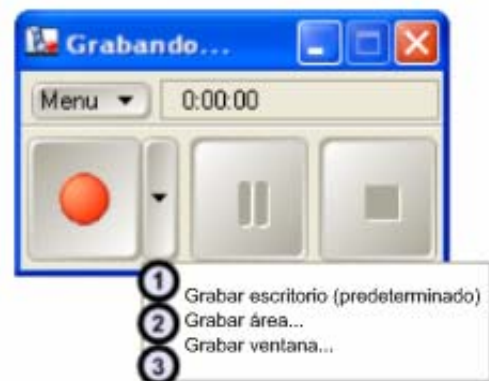 Grabando...
Menu 0:00:00
1
Grabar escritorio (predeterminado)
2 Grabar área...
Grabar ventana...
3